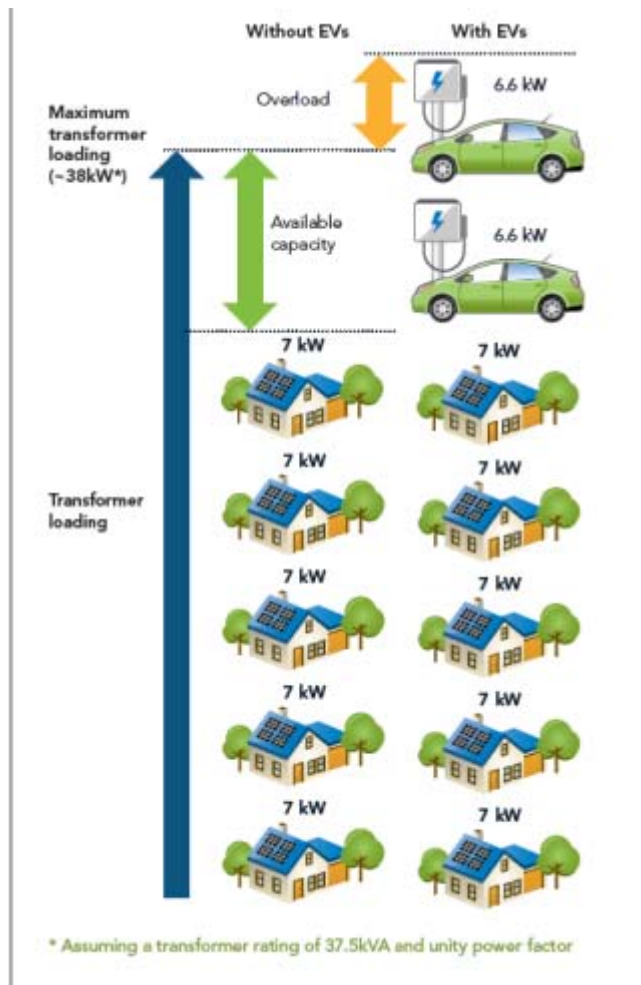 Without EVs
With EVs
Overload
6.6 kW
Maximum
transformer
loading
(~38kW*)
Available
capacity
6.6 kW
7 kW
7 kW
7 kW
7 kW
Transformer
loading
7 kW
7 kW
7 kW
7 kW
7 kW
7 kW
* Assuming a transformer rating of 37.5kVA and unity power factor